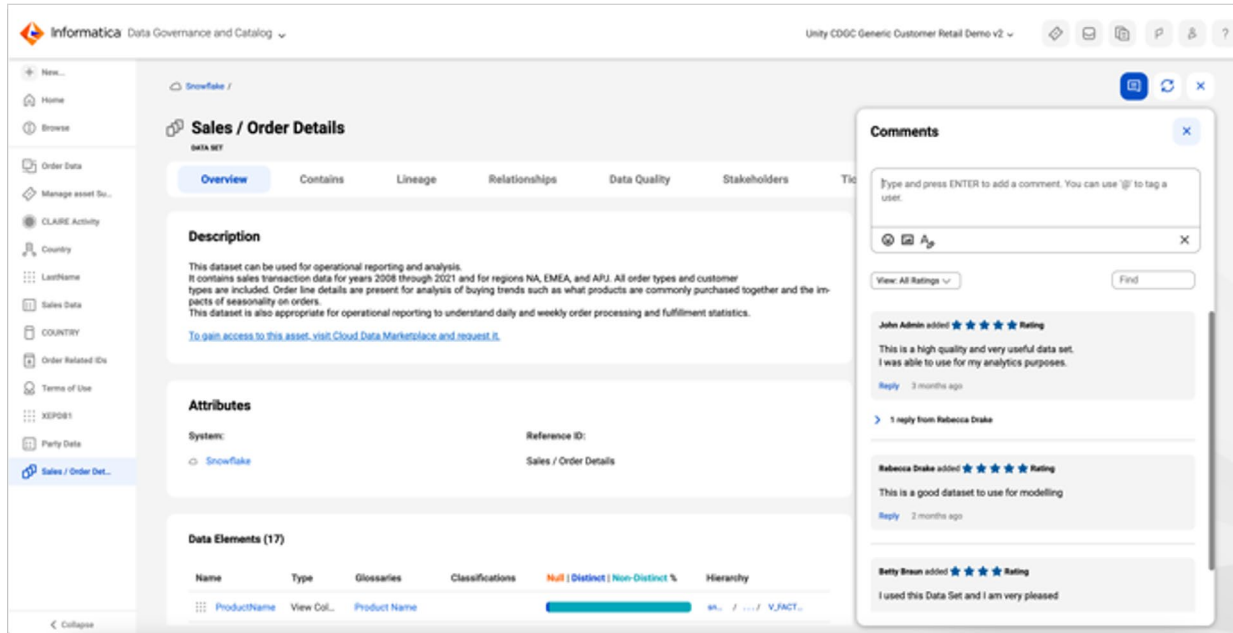 Informatica Data Governance and Catalog
Unity CDGC Generic Customer Retail Demo v2
?
New...
Home
Browse
Order Data
Manage asset Su...
CLAIRE Activity
Country
LastName
Sales Data
COUNTRY
Order Related IDs
Terms of Use
XEPDB1
Party Data
Sales / Order Det...
Collapse
Snowflake /
Sales / Order Details
DATA SET
Overview Contains Lineage Relationships Data Quality Stakeholders Tic
Description
This dataset can be used for operational reporting and analysis.
It contains sales transaction data for years 2008 through 2021 and for regions NA, EMEA, and APJ. All order types and customer
types are included. Order line details are present for analysis of buying trends such as what products are commonly purchased together and the im-
pacts of seasonality on orders.
This dataset is also appropriate for operational reporting to understand daily and weekly order processing and fulfillment statistics.
To gain access to this asset, visit Cloud Data Marketplace and request it.
Attributes
System: Reference ID:
Snowflake Sales / Order Details
Data Elements (17)
Name Type Glossaries Classifications Null | Distinct | Non-Distinct % Hierarchy
ProductName View Col... Product Name en... / .../ V_FACT...
Comments
Type and press ENTER to add a comment. You can use '@' to tag a
user.
View: All Ratings Find
John Admin added Rating
This is a high quality and very useful data set.
I was able to use for my analytics purposes.
Reply 3 months ago
1 reply from Rebecca Drake
Rebecca Drake added Rating
This is a good dataset to use for modelling
Reply 2 months ago
Betty Braun added Rating
I used this Data Set and I am very pleased